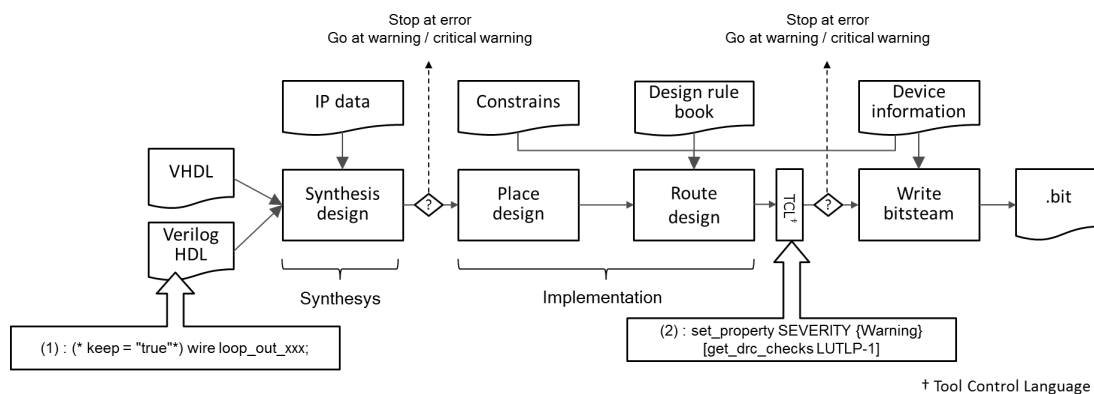 Stop at error
Go at warning / critical warning
Stop at error
Go at warning / critical warning
IP data
Constrains
Design rule
book
Device
information
VHDL
Verilog
HDL
Synthesis
design
?
Place
design
Route
design
TCL†
?
Write
bitsteam
.bit
Synthesys
Implementation
(1) : (* keep = "true"*) wire loop_out_xxx;
(2) : set_property SEVERITY {Warning}
[get_drc_checks LUTLP-1]
† Tool Control Language